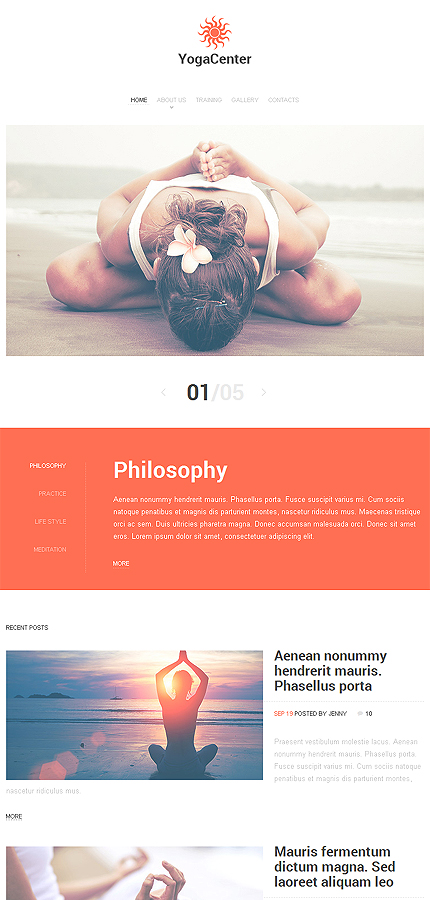 YogaCenter
HOME ABOUT US TRAINING GALLERY CONTACTS
01/05
PHILOSOPHY
PRACTICE
LIFE STYLE
MEDITATION
Philosophy
Aenean nonummy hendrerit mauris. Phasellus porta. Fusce suscipit varius mi. Cum sociis
natoque penatibus et magnis dis parturient montes, nascetur ridiculus mus. Maecenas tristique
orci ac sem. Duis ultricies pharetra magna. Donec accumsan malesuada orci. Donec sit amet
eros. Lorem ipsum dolor sit amet, consectetuer adipiscing elit.
MORE
RECENT POSTS
Aenean nonummy
hendrerit mauris.
Phasellus porta
SEP 19 POSTED BY JENNY 10
Praesent vestibulum molestie lacus. Aenean
nonummy hendrerit mauris. Phasellus porta.
Fusce suscipit varius mi. Cum sociis natoque
penatibus et magnis dis parturient montes,
nascetur ridiculus mus.
MORE
Mauris fermentum
dictum magna. Sed
laoreet aliquam leo